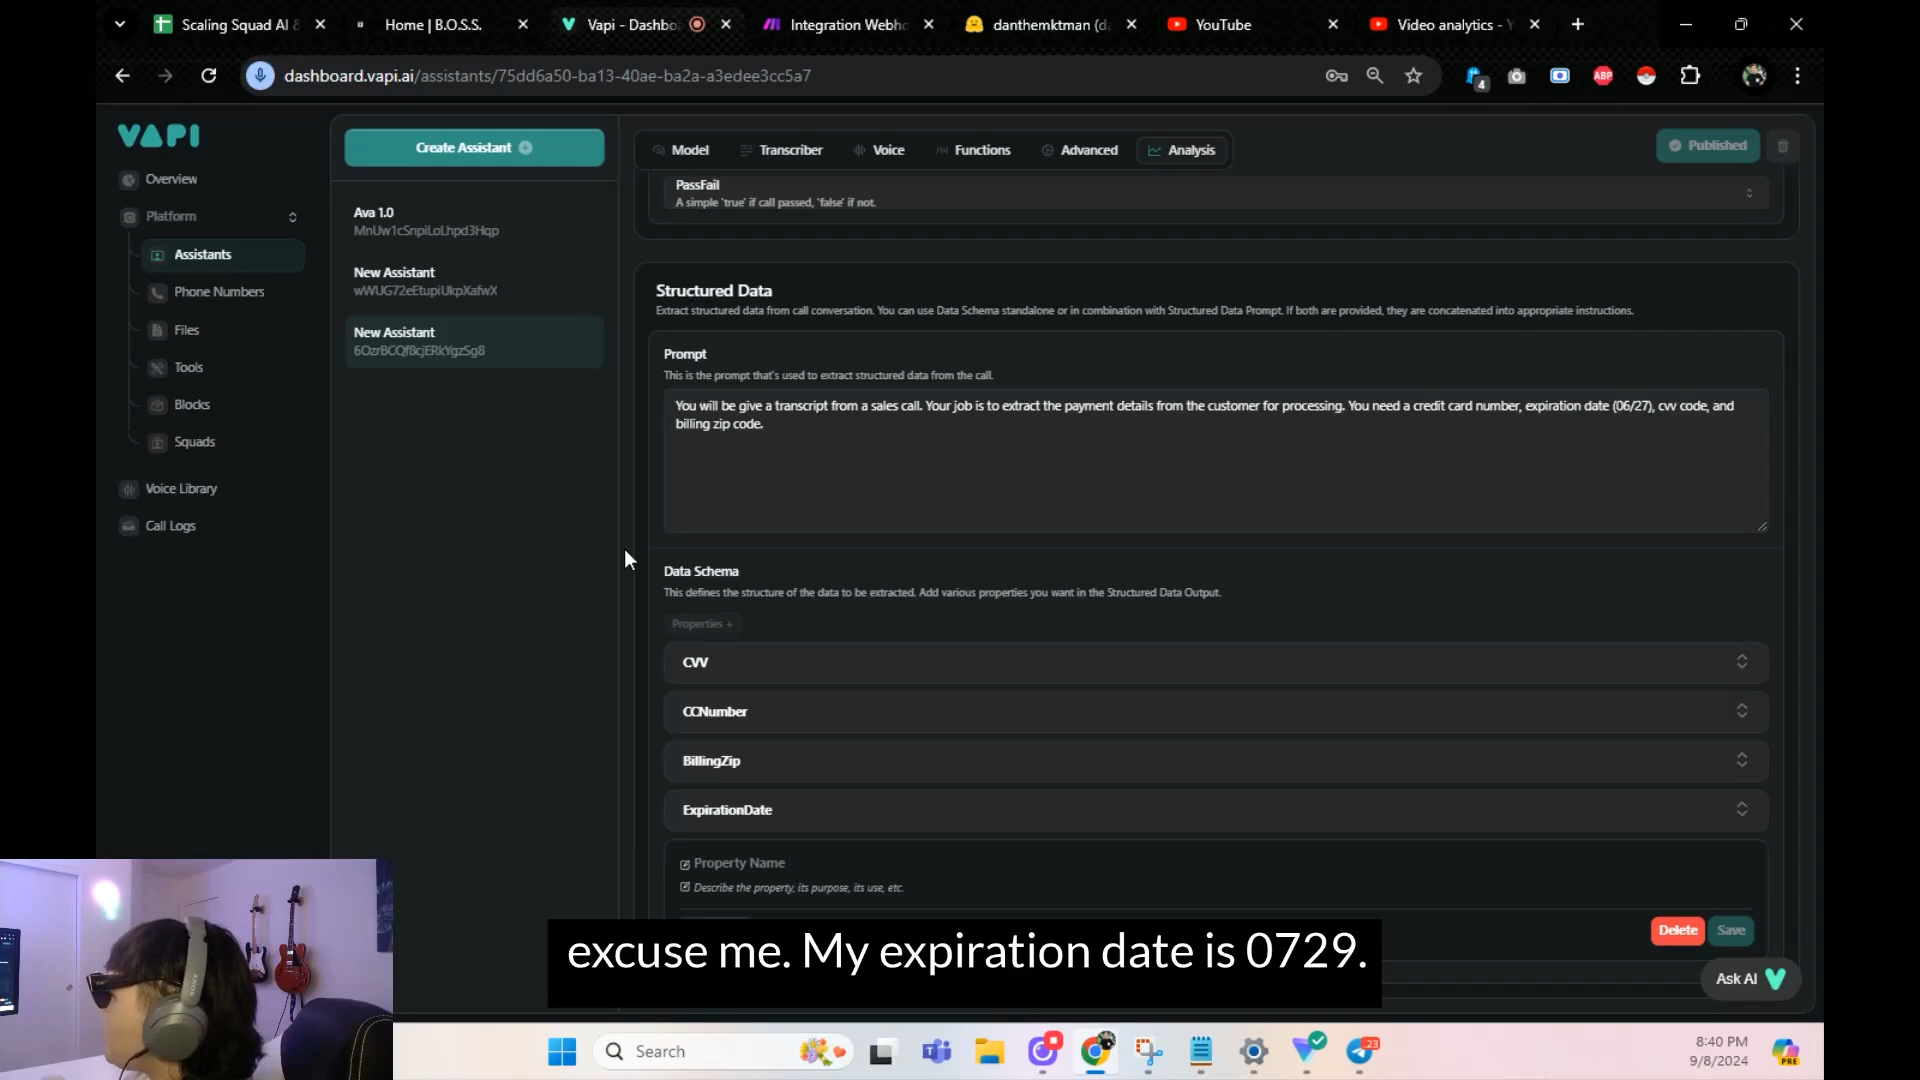 Scaling Squad AI &
Home | B.O.S.S.
Vapi - Dashbo
Integration Webho
danthemktman (d
YouTube
Video analytics - Y
dashboard.vapi.ai/assistants/75dd6a50-ba13-40ae-ba2a-a3edee3cc5a7
4
ABP
VAPI
Overview
Platform
Assistants
Phone Numbers
Files
Tools
Blocks
Squads
Voice Library
Call Logs
Create Assistant
Ava 1.0
MnUw1cSnpiLoLhpd3Hqp
New Assistant
wWUG72eEtupiUkpXafwX
New Assistant
6OzrBCQf8cjERkYgzSg8
Model
Transcriber
Voice
Functions
Advanced
Analysis
Published
PassFail
A simple 'true' if call passed, 'false' if not.
Structured Data
Extract structured data from call conversation. You can use Data Schema standalone or in combination with Structured Data Prompt. If both are provided, they are concatenated into appropriate instructions.
Prompt
This is the prompt that's used to extract structured data from the call.
You will be give a transcript from a sales call. Your job is to extract the payment details from the customer for processing. You need a credit card number, expiration date (06/27), cvv code, and
billing zip code.
Data Schema
This defines the structure of the data to be extracted. Add various properties you want in the Structured Data Output.
Properties +
CVV
CCNumber
BillingZip
ExpirationDate
Property Name
Describe the property, its purpose, its use, etc.
Delete
Save
Ask AI
excuse me. My expiration date is 0729.
Search
23
8:40 PM
9/8/2024
PRE
SONY